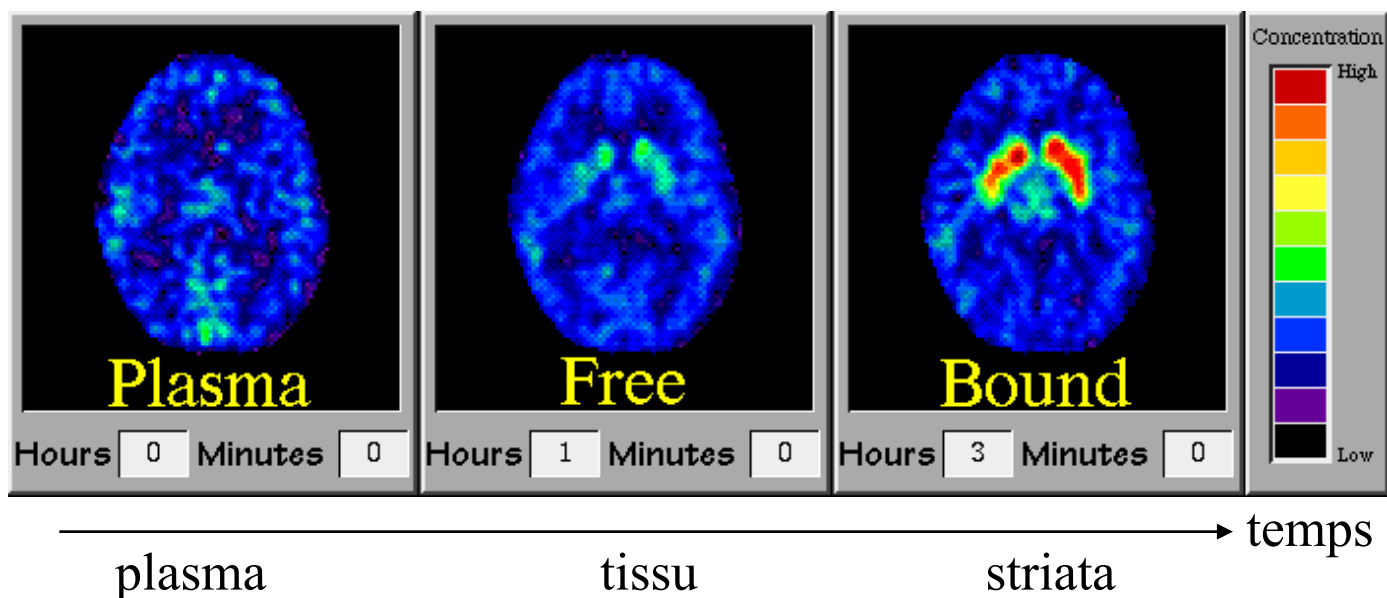 Concentration
High
Low
Plasma
Free
Bound
Hours 0 Minutes 0
Hours 1 Minutes 0
Hours 3 Minutes 0
temps
plasma
tissu
striata